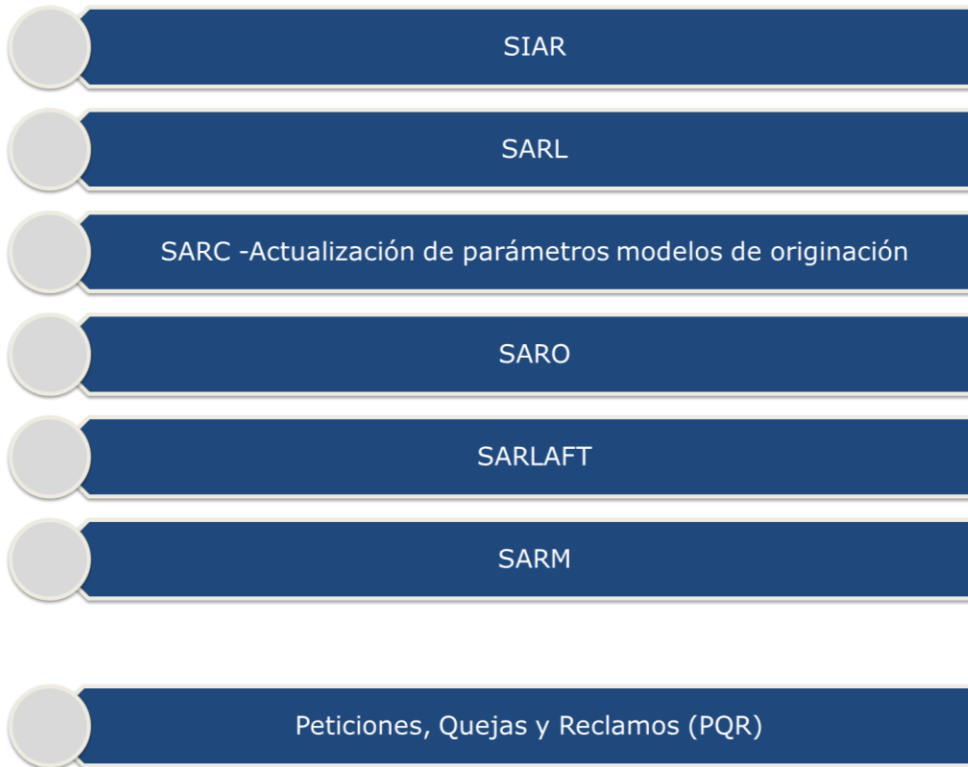 SIAR
SARL
SARC -Actualización de parámetros modelos de originación
SARO
SARLAFT
SARM
Peticiones, Quejas y Reclamos (PQR)